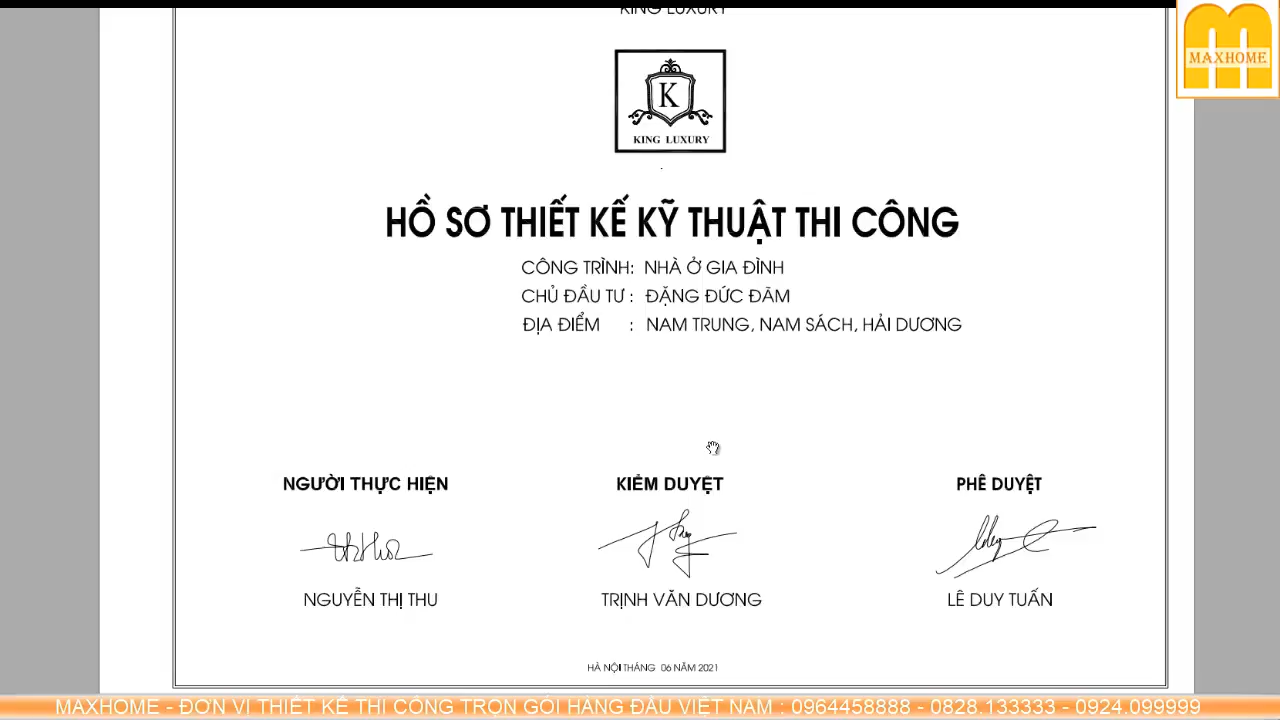 KING LUXURY
MAXHOME
K
KING LUXURY
HỒ SƠ THIẾT KẾ KỸ THUẬT THI CÔNG
CÔNG TRÌNH: NHÀ Ở GIA ĐÌNH
CHỦ ĐẦU TƯ : ĐẶNG ĐỨC ĐĂM
ĐỊA ĐIỂM : NAM TRUNG, NAM SÁCH, HẢI DƯƠNG
NGƯỜI THỰC HIỆN KIỂM DUYỆT PHÊ DUYỆT
NGUYỄN THỊ THU TRỊNH VĂN DƯƠNG LÊ DUY TUẤN
HÀ NỘI THÁNG 06 NĂM 2021
MAXHOME - ĐƠN VỊ THIẾT KẾ THI CÔNG TRỌN GÓI HÀNG ĐẦU VIỆT NAM : 0964458888 - 0828.133333 - 0924.099999